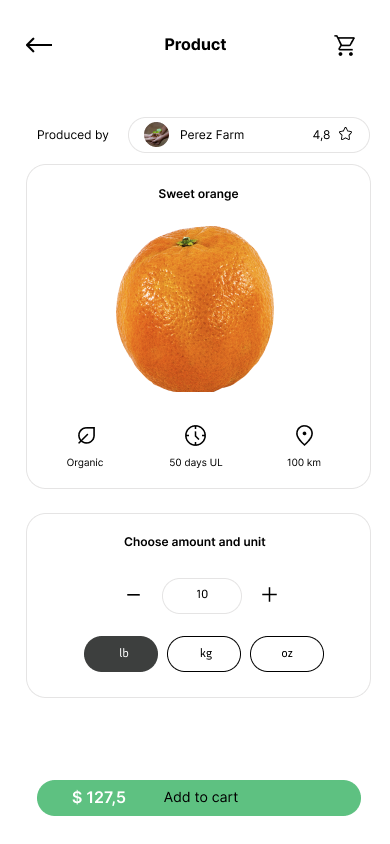 Product
Produced by
Perez Farm
4,8
Sweet orange
Organic
50 days UL
100 km
Choose amount and unit
10
lb
kg
oz
$ 127,5
Add to cart